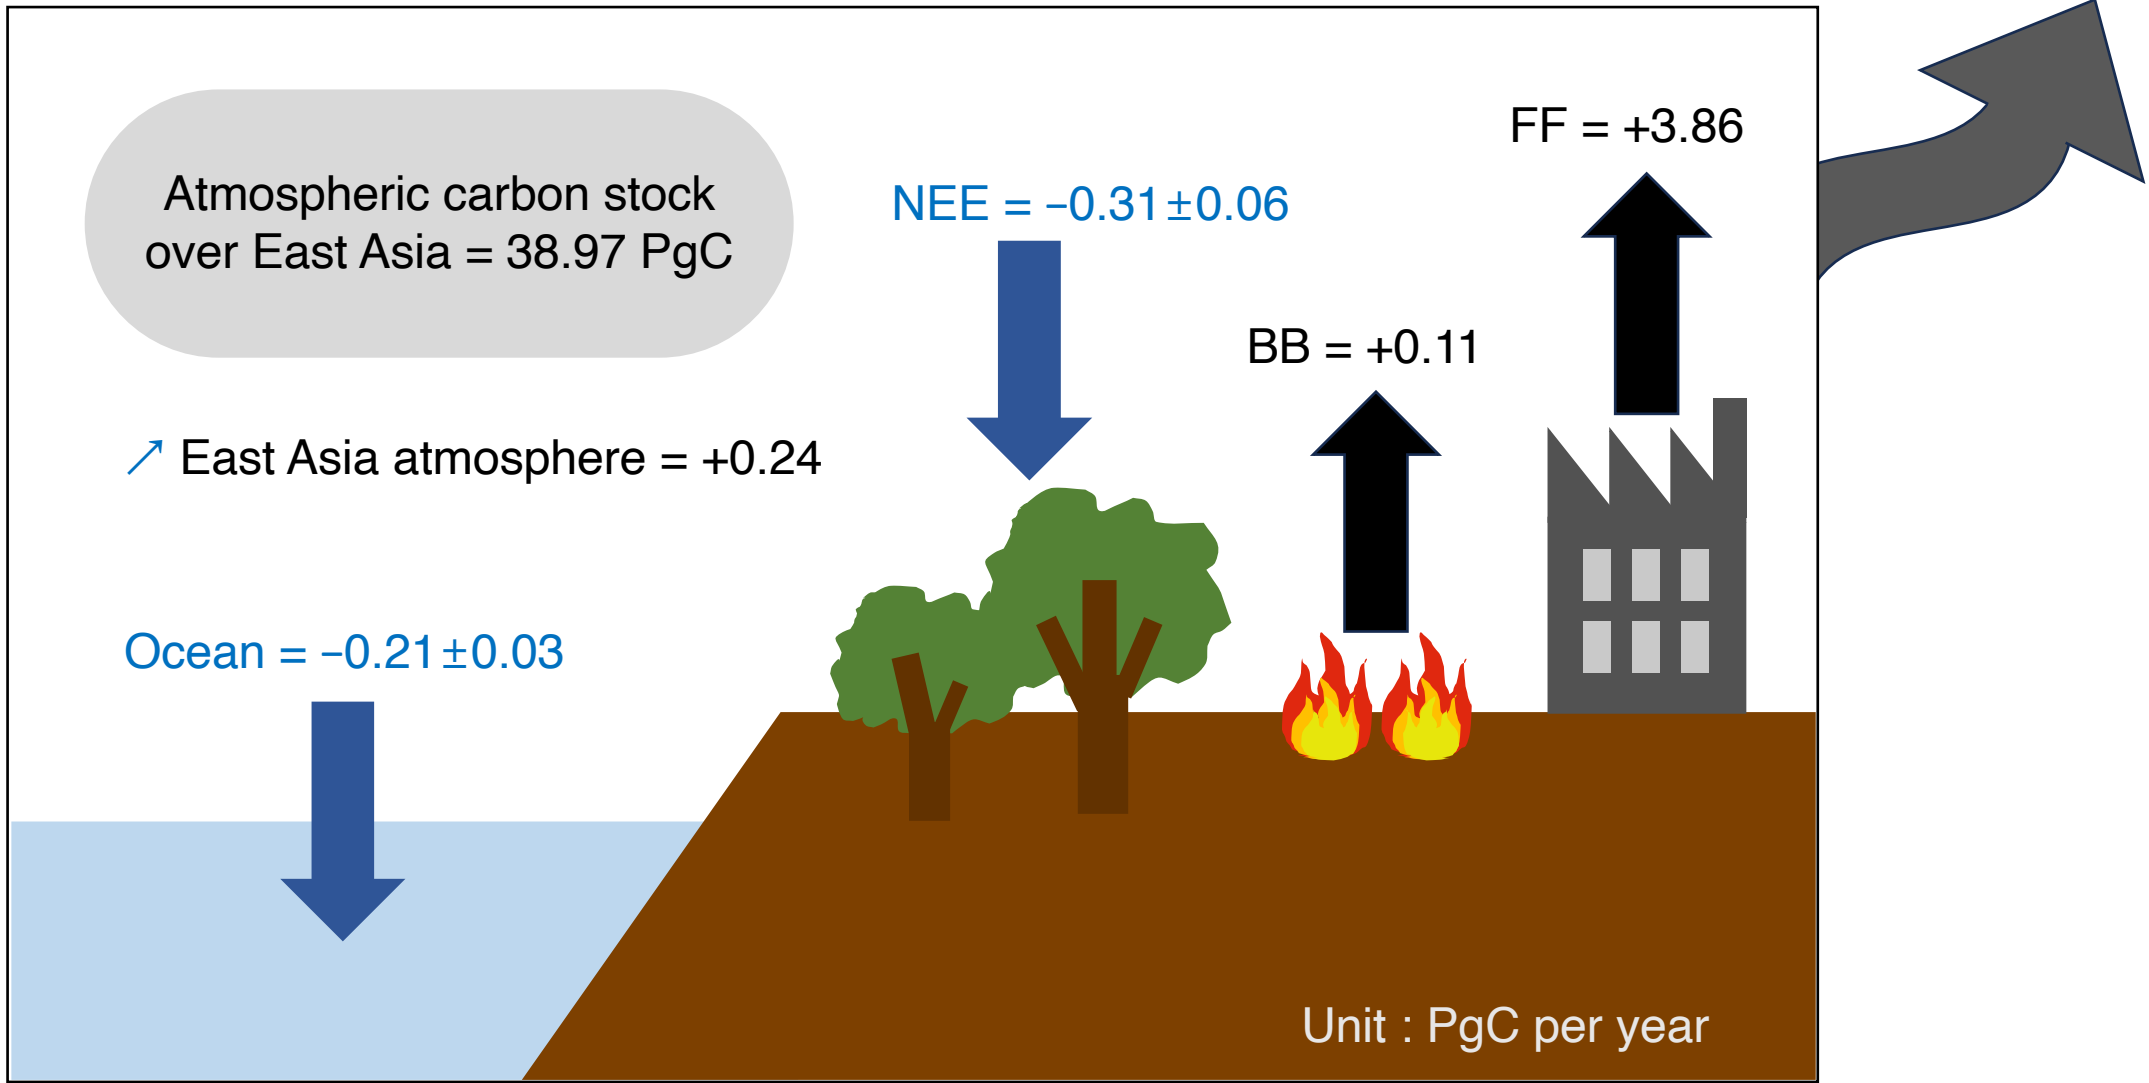 Atmospheric carbon stock
over East Asia = 38.97 PgC
↗ East Asia atmosphere = +0.24
Ocean = −0.21±0.03
NEE = −0.31±0.06
BB = +0.11
FF = +3.86
Unit : PgC per year